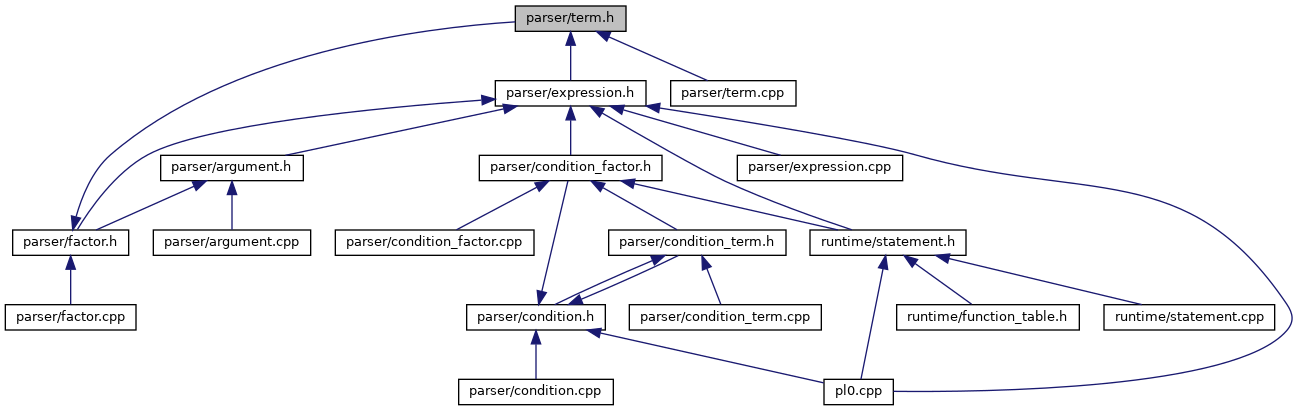 parser/term.h
parser/expression.h
parser/term.cpp
parser/argument.h
parser/condition_factor.h
parser/expression.cpp
parser/factor.h
parser/argument.cpp
parser/condition_factor.cpp
parser/condition_term.h
runtime/statement.h
parser/factor.cpp
parser/condition.h
parser/condition_term.cpp
runtime/function_table.h
runtime/statement.cpp
parser/condition.cpp
pl0.cpp